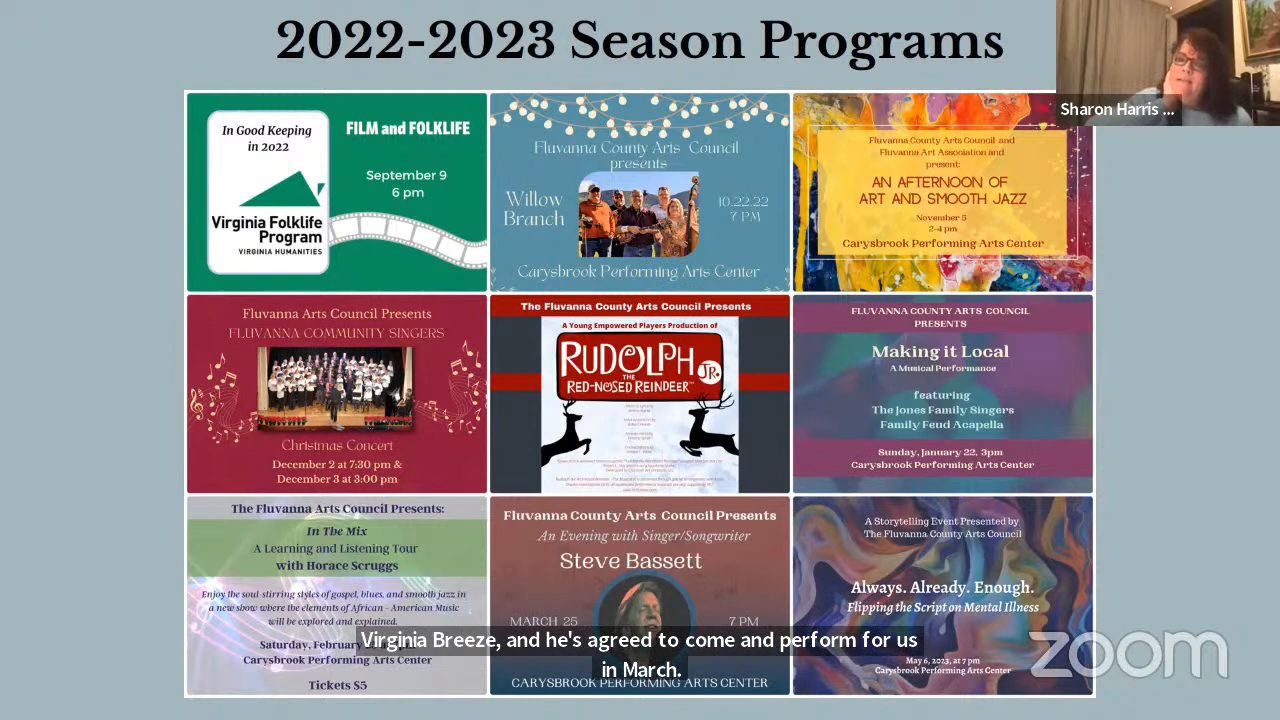 2022-2023 Season Programs
Sharon Harris ...
In Good Keeping
in 2022
Virginia Folklife
Program
VIRGINIA HUMANITIES
FILM and FOLKLIFE
September 9
6 pm
Fluvanna County Arts Council
presents
Willow
Branch
10.22.22
7 PM
Carysbrook Performing Arts Center
Fluvanna County Arts Council and
Fluvanna Art Association and
present:
AN AFTERNOON OF
ART AND SMOOTH JAZZ
November 5
2-4 pm
Carysbrook Performing Arts Center
Fluvanna Arts Council Presents
FLUVANNA COMMUNITY SINGERS
Christmas Concert
December 2 at 7:30 pm &
December 3 at 3:00 pm
The Fluvanna County Arts Council Presents
A Young Empowered Players Production of
RUDOLPH
THE
RED-NOSED REINDEER™
JR.
FLUVANNA COUNTY ARTS COUNCIL
PRESENTS
Making it Local
A Musical Performance
featuring
The Jones Family Singers
Family Feud Acapella
Sunday, January 22, 3pm
Carysbrook Performing Arts Center
The Fluvanna Arts Council Presents:
In The Mix
A Learning and Listening Tour
with Horace Scruggs
Enjoy the soul-stirring styles of gospel, blues, and smooth jazz in
a new show where the elements of African - American Music
will be explored and explained.
Saturday, February
Carysbrook Performing Arts Center
Tickets $5
Fluvanna County Arts Council Presents
An Evening with Singer/Songwriter
Steve Bassett
MARCH 25
7 PM
CARYSBROOK PERFORMING ARTS CENTER
A Storytelling Event Presented by
The Fluvanna County Arts Council
Always. Already. Enough.
Flipping the Script on Mental Illness
May 6, 2023, at 7 pm
Carysbrook Performing Arts Center
Virginia Breeze, and he's agreed to come and perform for us
in March.
zoom